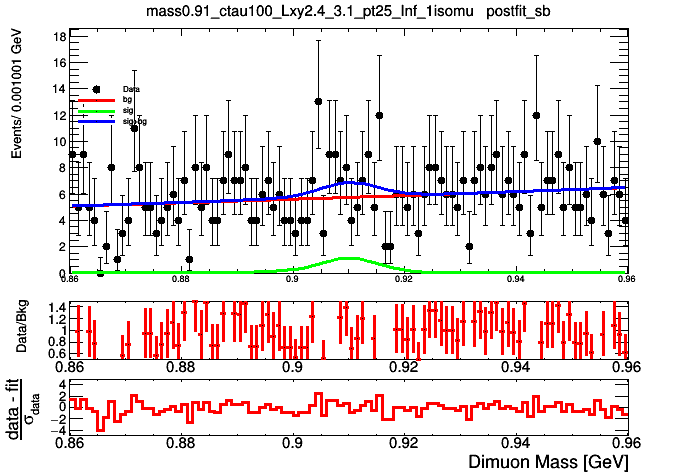 mass0.91_ctau100_Lxy2.4_3.1_pt25_Inf_1isomu postfit_sb
Events/ 0.001001 GeV
18
16
14
12
10
8
6
4
2
0
Data
bg
sig
sig+bg
0.86 0.88 0.9 0.92 0.94 0.96
Data/Bkg
1.4
1.2
1
0.8
0.6
0.86 0.88 0.9 0.92 0.94 0.96
data - fit
σdata
4
2
0
−2
−4
0.86 0.88 0.9 0.92 0.94 0.96
Dimuon Mass [GeV]